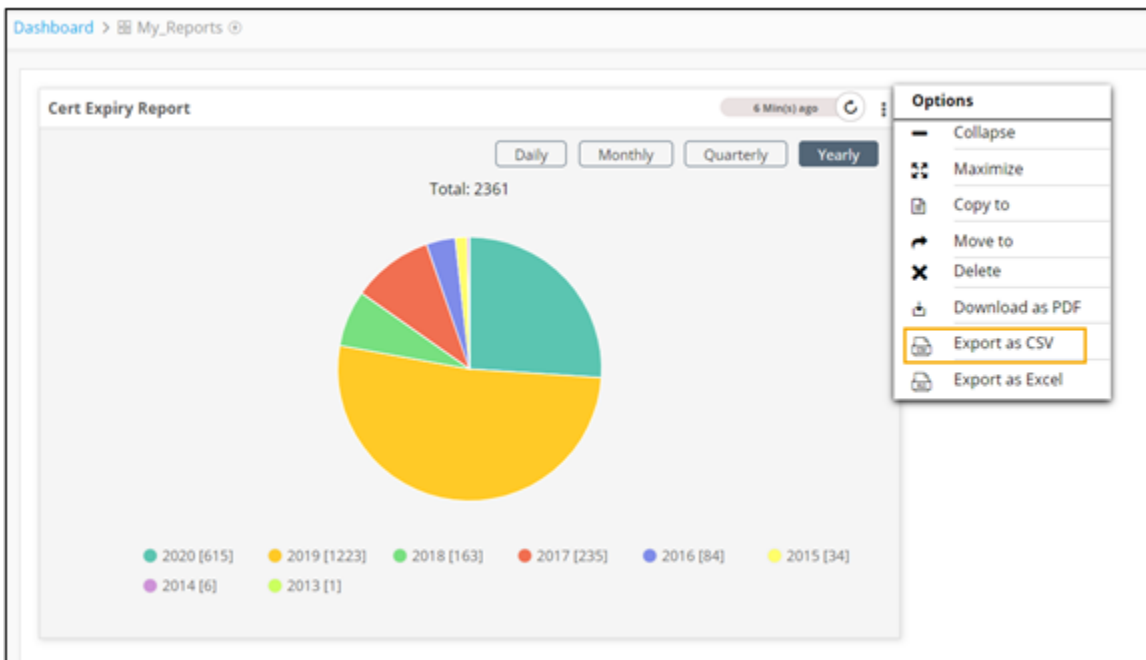 Dashboard > My_Reports
Cert Expiry Report
6 Min(s) ago
Daily Monthly Quarterly Yearly
Total: 2361
2020 [615] 2019 [1223] 2018 [163] 2017 [235] 2016 [84] 2015 [34]
2014 [6] 2013 [1]
Options
Collapse
Maximize
Copy to
Move to
Delete
Download as PDF
Export as CSV
Export as Excel